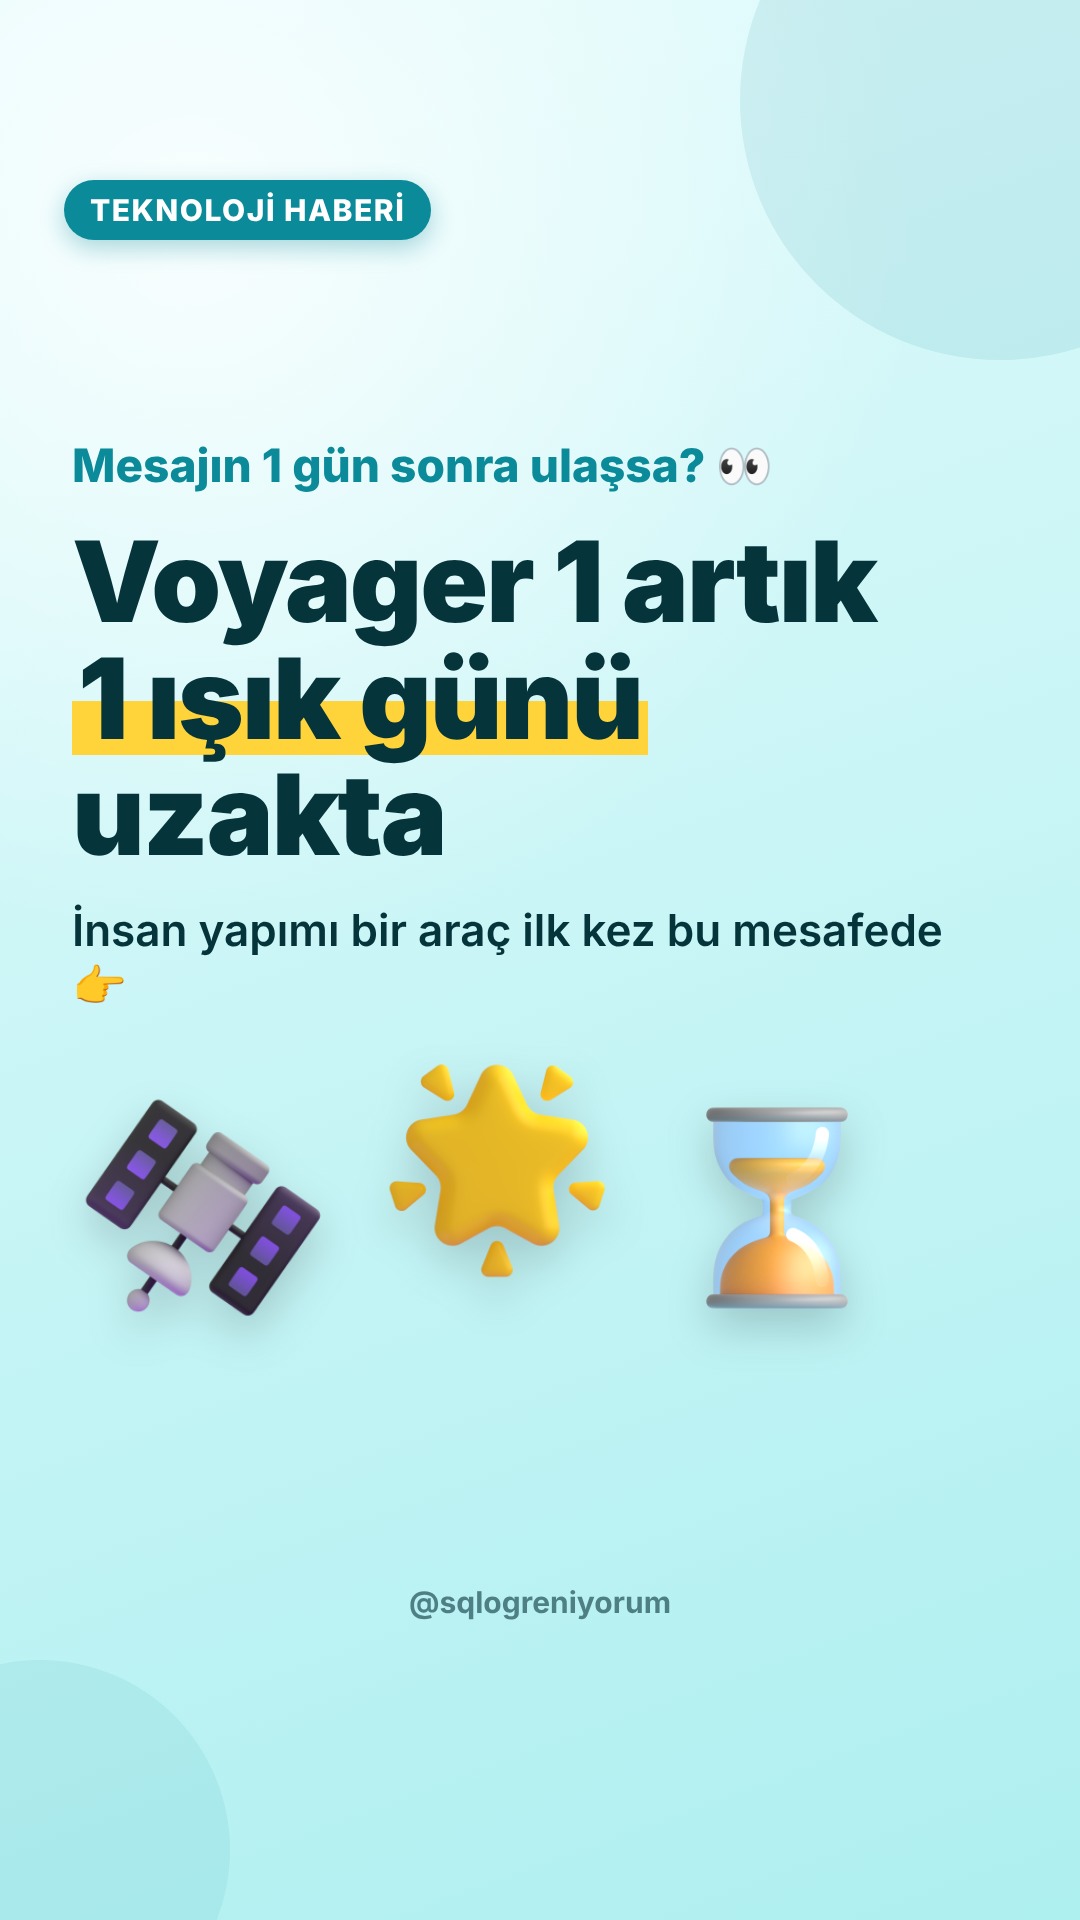 TEKNOLOJİ HABERİ
Mesajın 1 gün sonra ulaşsa? 👀
Voyager 1 artık
1 ışık günü
uzakta
İnsan yapımı bir araç ilk kez bu mesafede
👉
@sqlogreniyorum